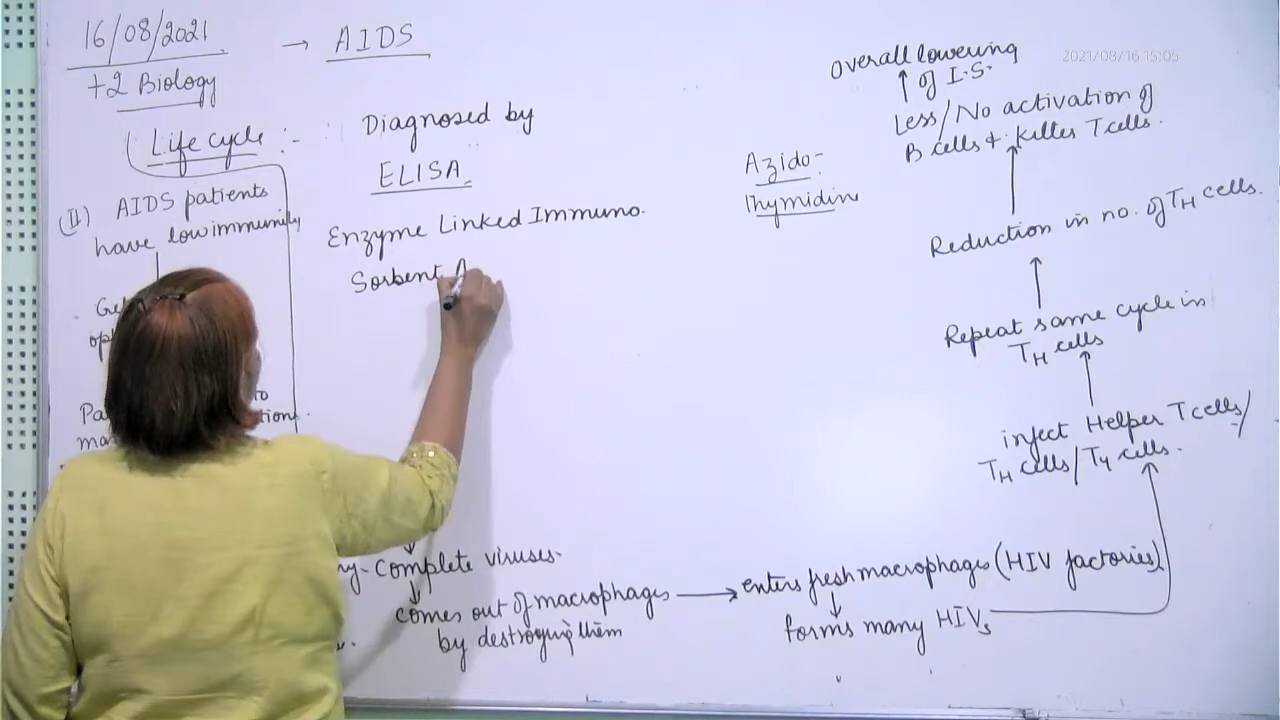 16/08/2021
+2 Biology
→ AIDS
Life cycle :-
(II) AIDS patients
have low immunity
Diagnosed by
ELISA
Enzyme Linked Immuno.
Sorbent A
Azido-
Thymidine
2021/08/16 15:05
overall lowering
of I.S.
Less/No activation of
B cells & killer T cells.
Reduction in no. of TH cells.
Repeat same cycle in
TH cells
inject Helper T cells/
TH cells/T4 cells.
complete viruses.
comes out of macrophages
by destroying them
→ enters fresh macrophages (HIV factories)
forms many HIVs